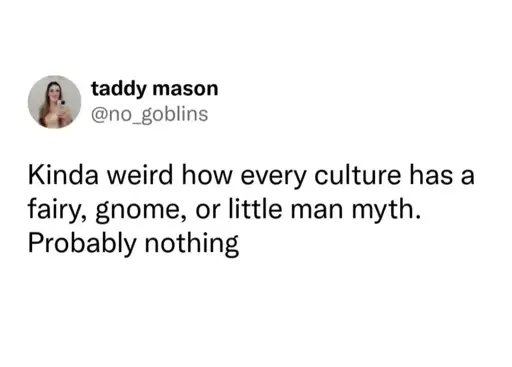 taddy mason
@no_goblins
Kinda weird how every culture has a
fairy, gnome, or little man myth.
Probably nothing